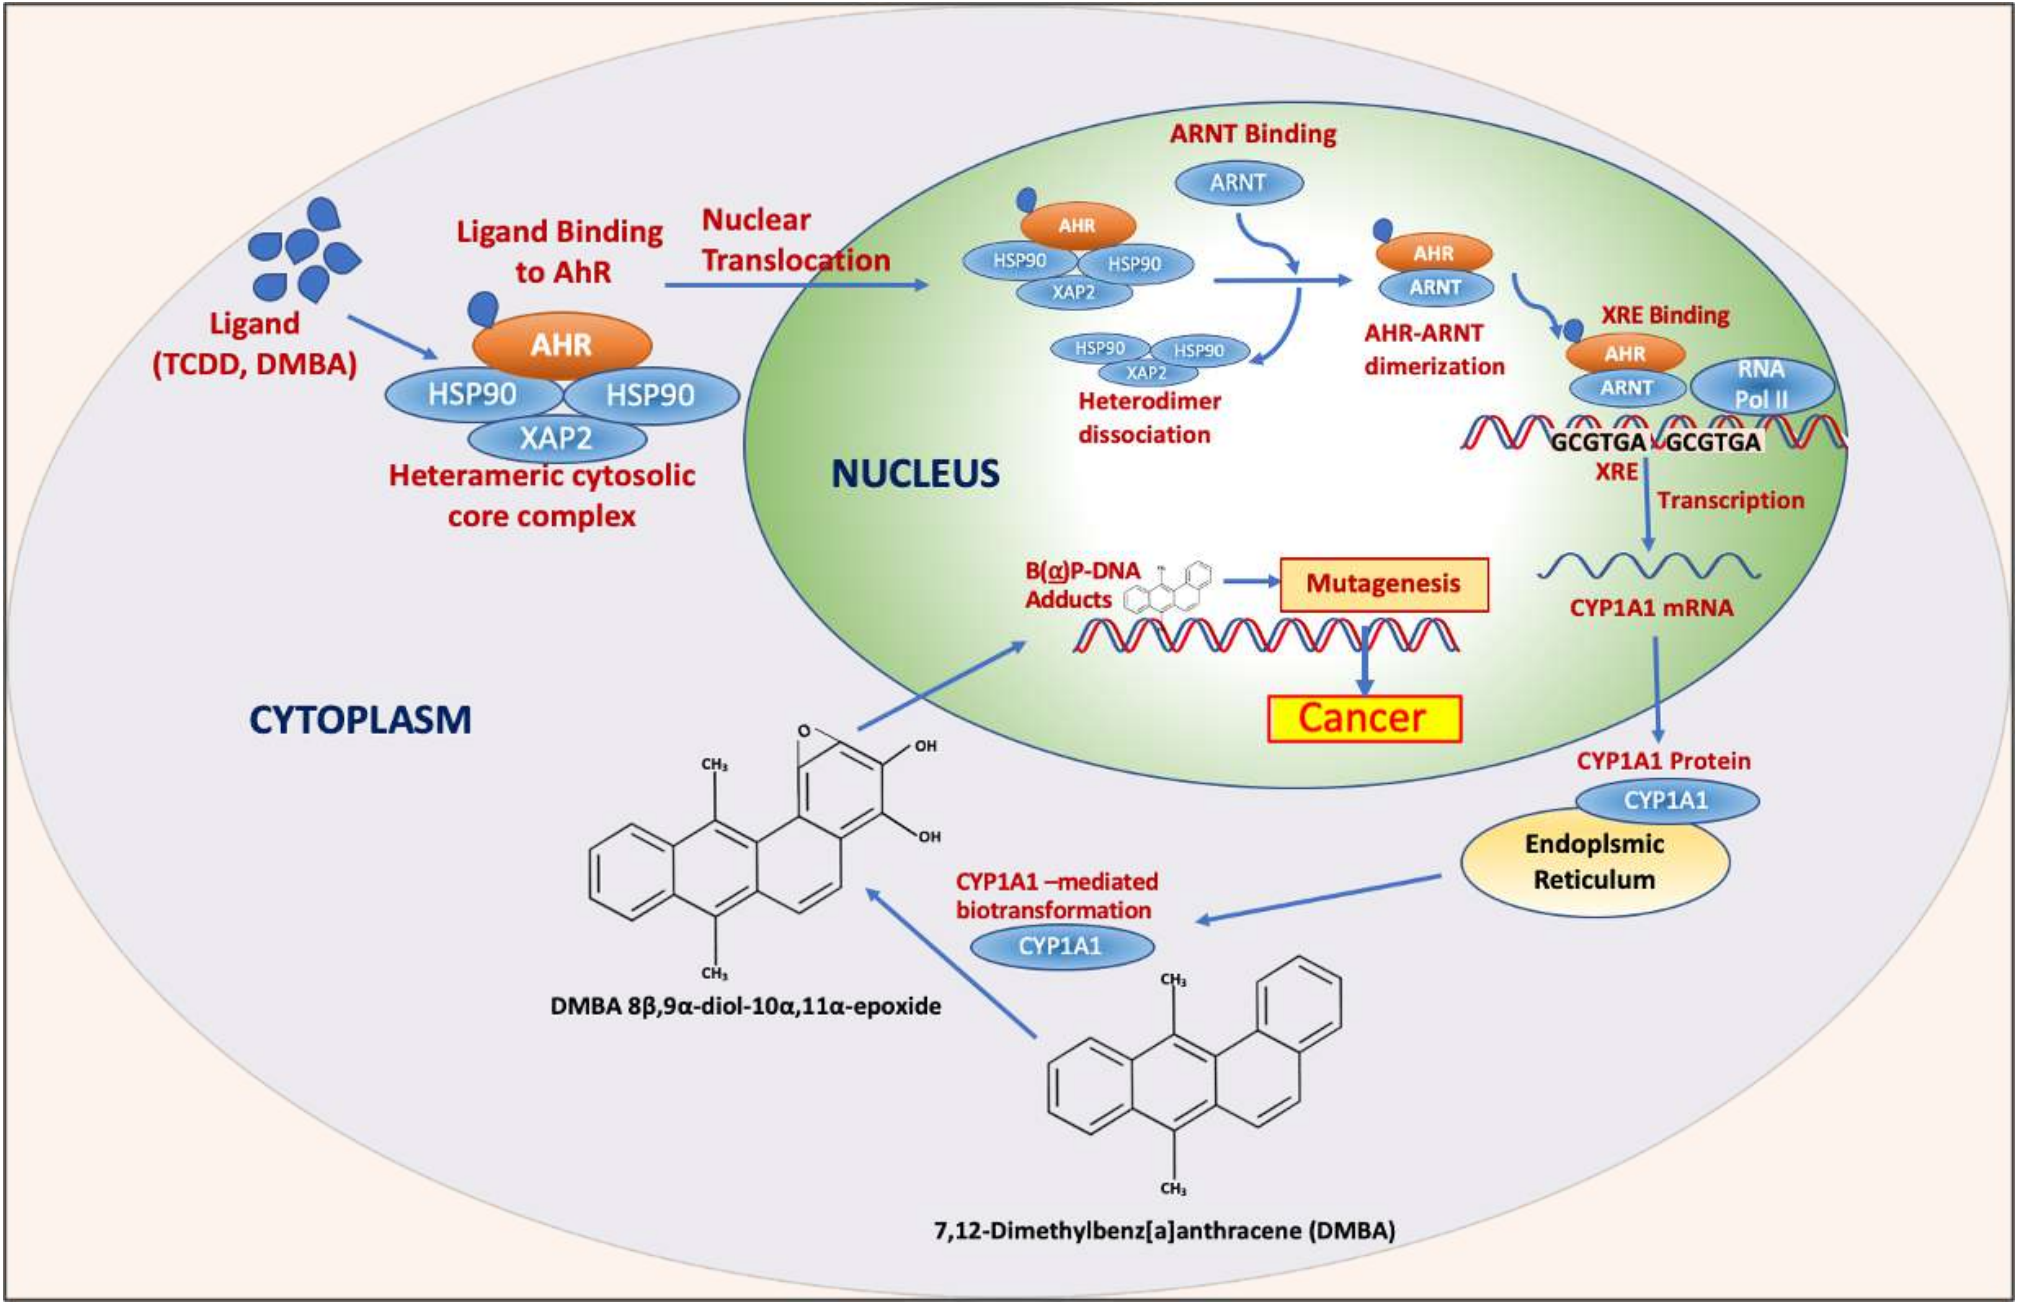 Ligand
(TCDD, DMBA)
Ligand Binding
to AhR
AHR
HSP90
HSP90
XAP2
Heterameric cytosolic
core complex
Nuclear
Translocation
ARNT Binding
ARNT
AHR
HSP90
HSP90
XAP2
HSP90
HSP90
XAP2
Heterodimer
dissociation
AHR
ARNT
AHR-ARNT
dimerization
XRE Binding
AHR
ARNT
RNA
Pol II
GCGTGA
GCGTGA
XRE
Transcription
NUCLEUS
CYP1A1 mRNA
B(α)P-DNA
Adducts
Mutagenesis
Cancer
CYTOPLASM
CYP1A1 Protein
CYP1A1
Endoplsmic
Reticulum
CYP1A1 –mediated
biotransformation
CYP1A1
O
OH
OH
CH₃
CH₃
DMBA 8β,9α-diol-10α,11α-epoxide
CH₃
CH₃
7,12-Dimethylbenz[a]anthracene (DMBA)